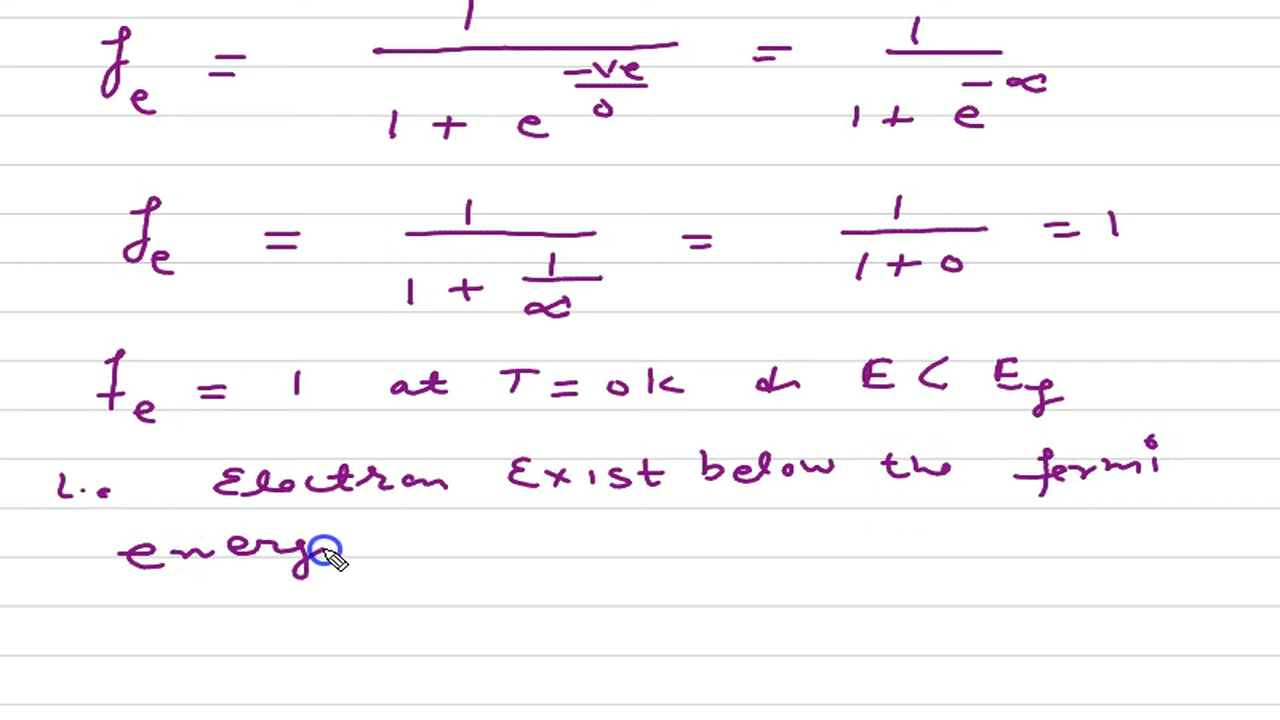 fe = 1 / (1 + e^(-ve/0)) = 1 / (1 + e^(-∞))
fe = 1 / (1 + 1/∞) = 1 / (1 + 0) = 1
fe = 1 at T = 0k & E < Ef
i.e Electron Exist below the fermi
energ